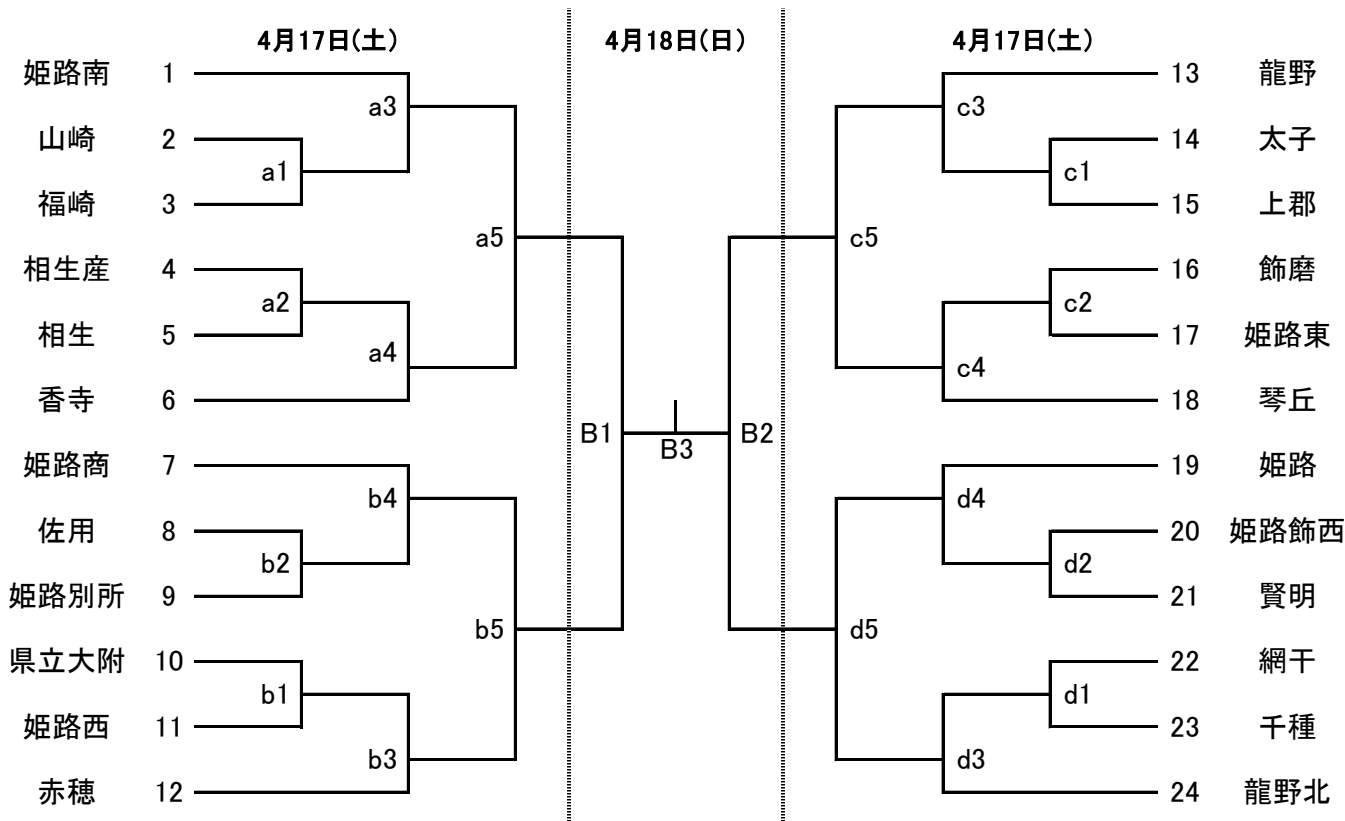 4月17日(土) 4月18日(日) 4月17日(土)
姫路南 1 13 龍野
a3 c3
山崎 2 14 太子
a1 c1
福崎 3 15 上郡
a5 c5
相生産 4 16 飾磨
a2 c2
相生 5 17 姫路東
a4 c4
香寺 6 18 琴丘
B1 B3 B2
姫路商 7 19 姫路
b4 d4
佐用 8 20 姫路飾西
b2 d2
姫路別所 9 21 賢明
b5 d5
県立大附 10 22 網干
b1 d1
姫路西 11 23 千種
b3 d3
赤穂 12 24 龍野北